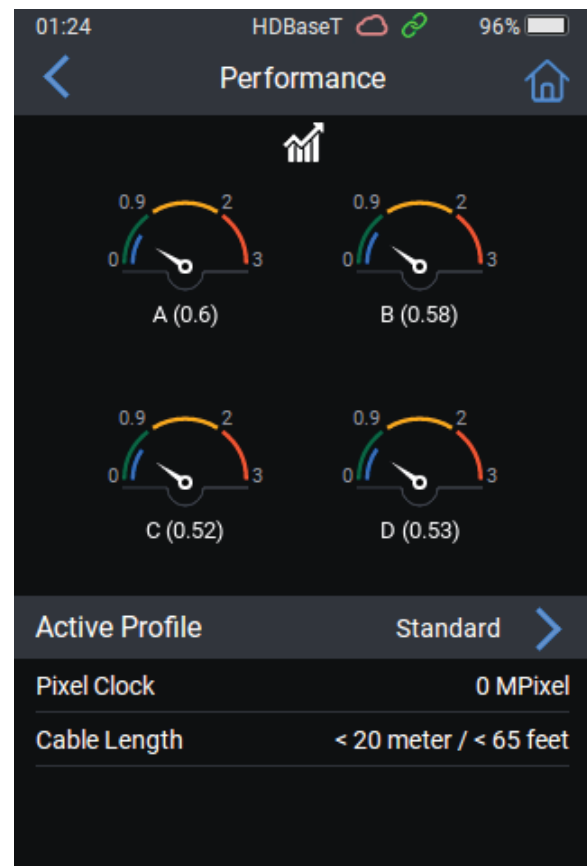 01:24 HDBaseT 96%
Performance
0.9 2 0.9 2
0 3 0 3
A (0.6) B (0.58)
0.9 2 0.9 2
0 3 0 3
C (0.52) D (0.53)
Active Profile Standard
Pixel Clock 0 MPixel
Cable Length < 20 meter / < 65 feet